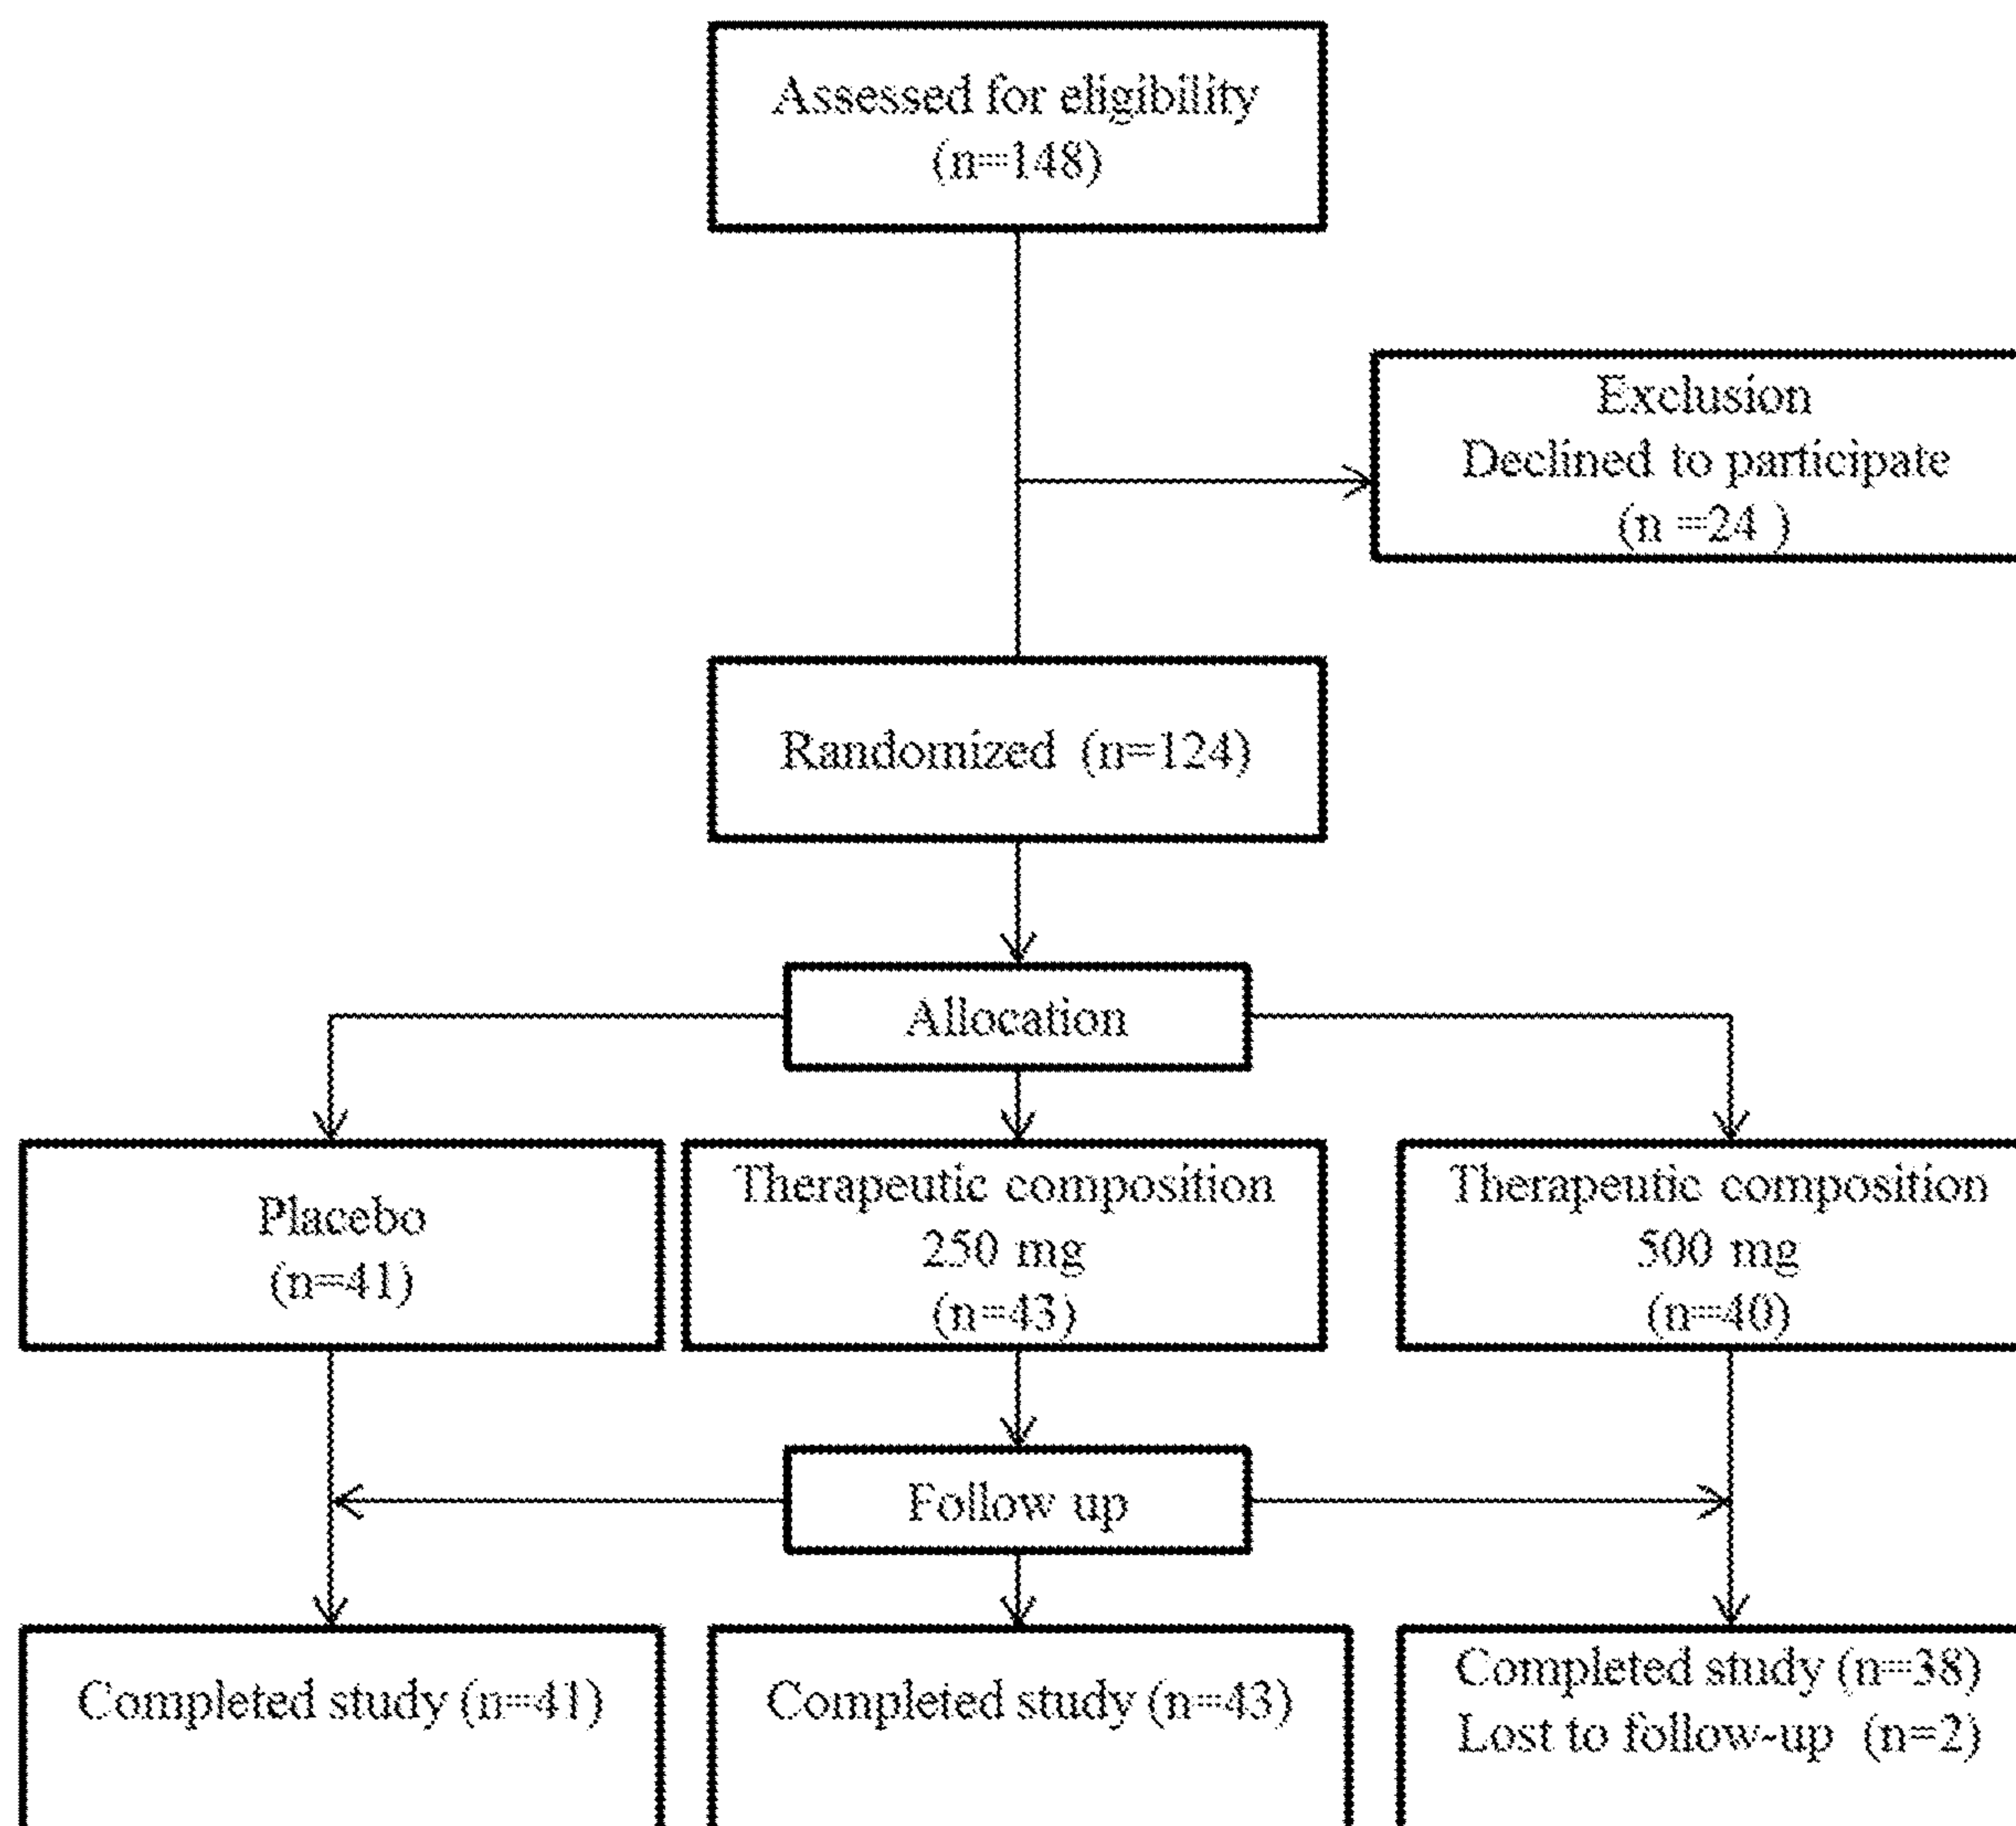 Assessed for eligibility
(n=148)
Exclusion
Declined to participate
(n =24 )
Randomized (n=124)
Allocation
Placebo
(n=41)
Therapeutic composition
250 mg
(n=43)
Therapeutic composition
500 mg
(n=40)
Follow up
Completed study (n=41)
Completed study (n=43)
Completed study (n=38)
Lost to follow-up (n=2)